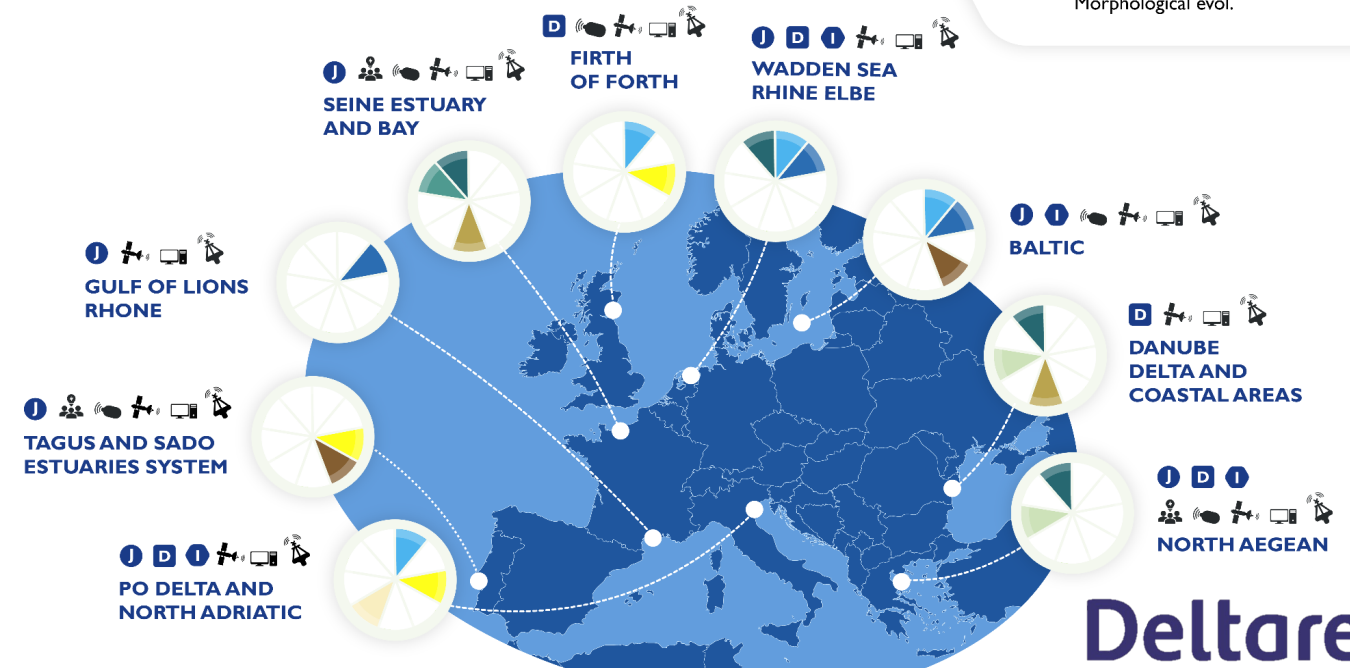 Morphological evol.
D
FIRTH
OF FORTH
J D I
WADDEN SEA
RHINE ELBE
J
SEINE ESTUARY
AND BAY
J I
BALTIC
J
GULF OF LIONS
RHONE
D
DANUBE
DELTA AND
COASTAL AREAS
J
TAGUS AND SADO
ESTUARIES SYSTEM
J D I
NORTH AEGEAN
J D I
PO DELTA AND
NORTH ADRIATIC
Deltare